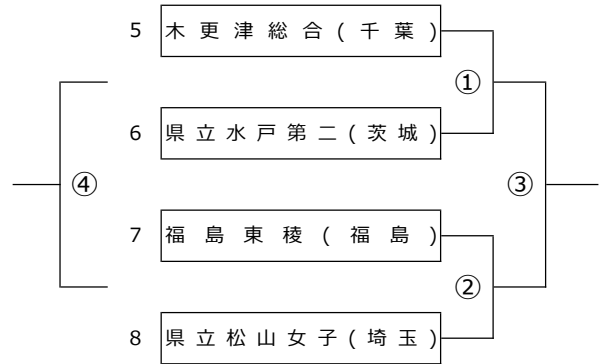 5 木更津総合(千葉)
①
6 県立水戸第二(茨城)
④ ③
7 福島東稜(福島)
②
8 県立松山女子(埼玉)